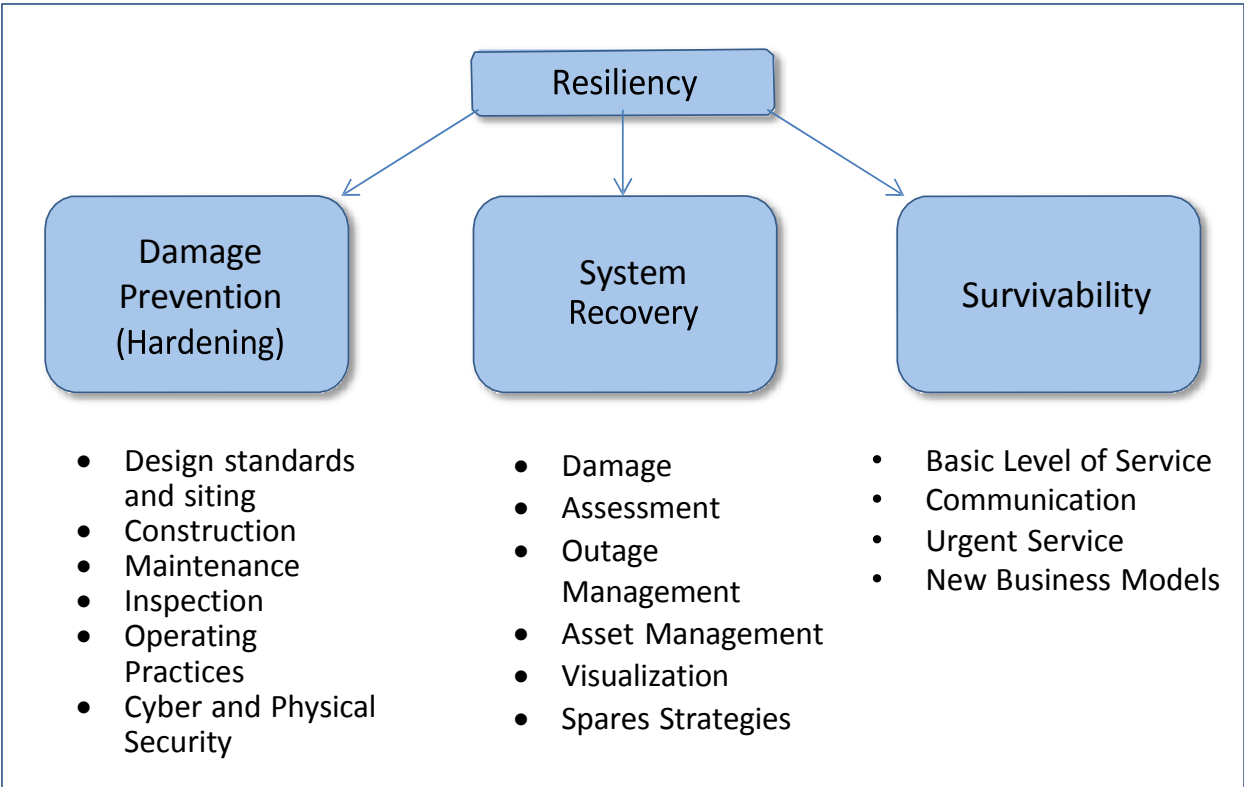 Resiliency
Damage
Prevention
(Hardening)
System
Recovery
Survivability
• Design standards
and siting
• Construction
• Maintenance
• Inspection
• Operating
Practices
• Cyber and Physical
Security
• Damage
• Assessment
• Outage
Management
• Asset Management
• Visualization
• Spares Strategies
• Basic Level of Service
• Communication
• Urgent Service
• New Business Models